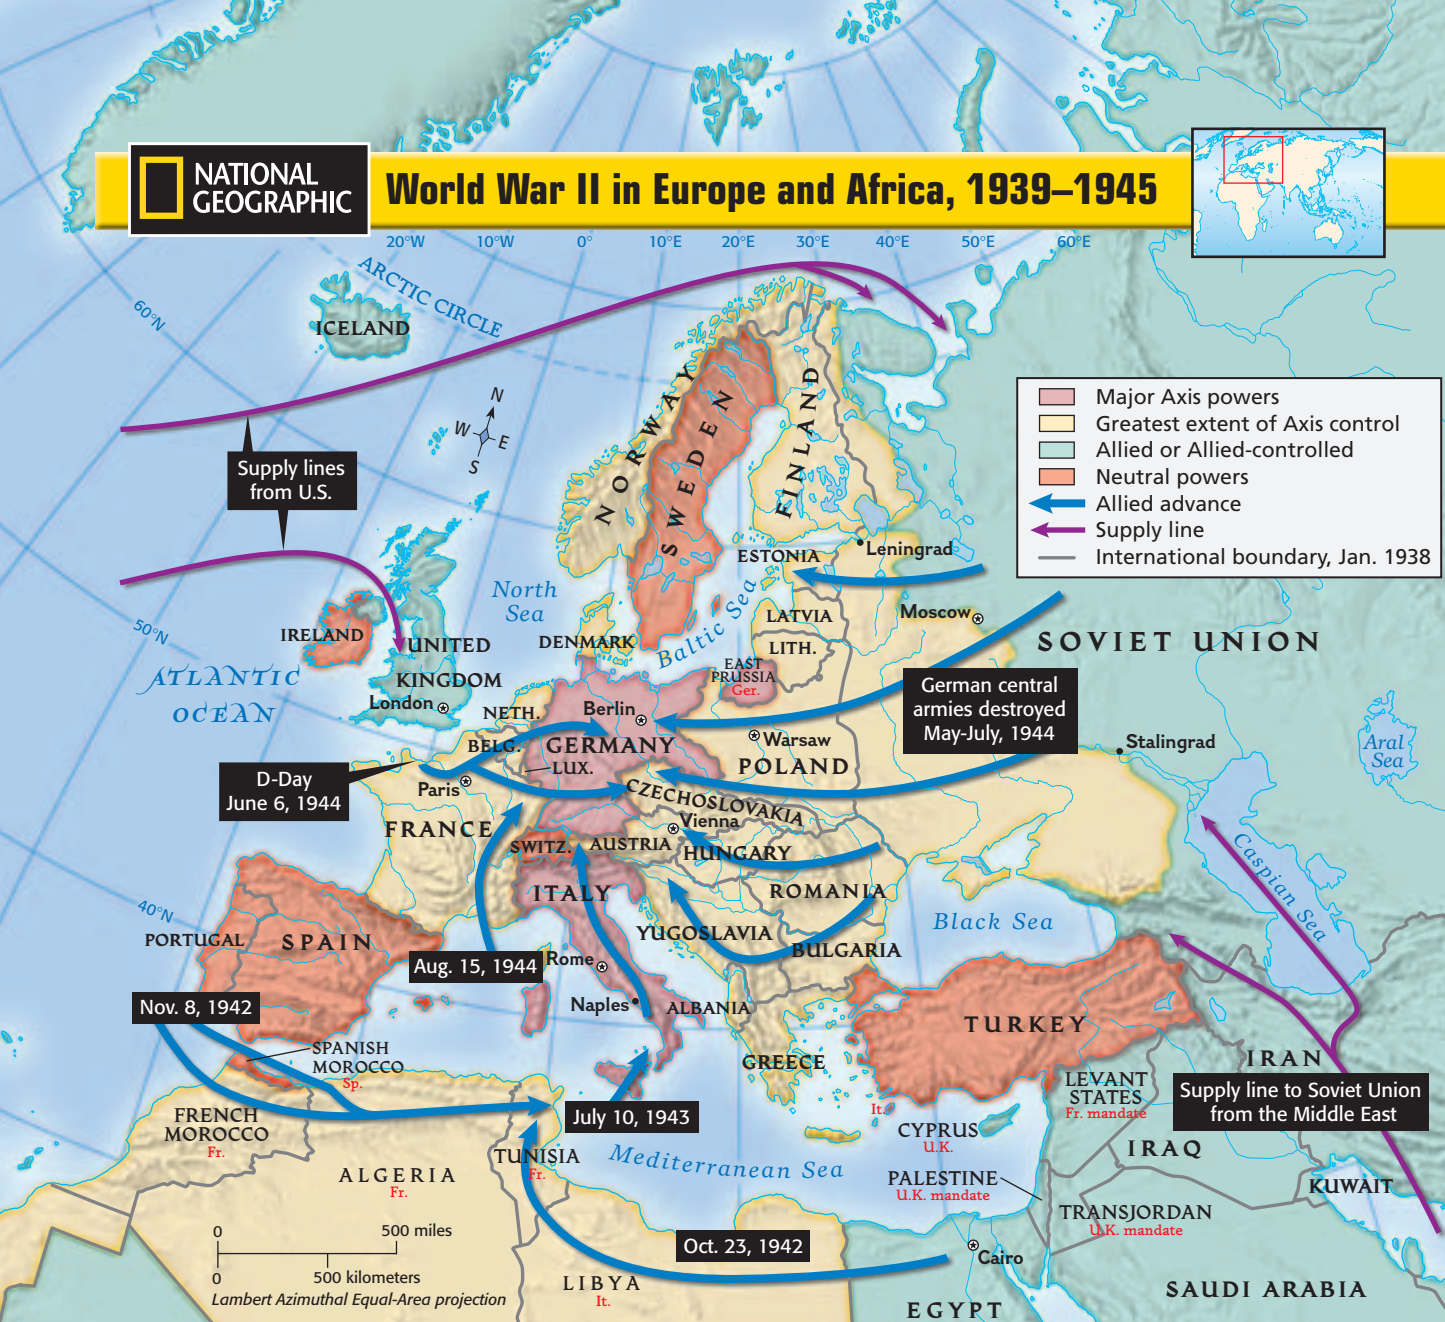 NATIONAL
GEOGRAPHIC
World War II in Europe and Africa, 1939–1945
20°W
10°W
0°
10°E
20°E
30°E
40°E
50°E
60°E
ARCTIC CIRCLE
60°N
ICELAND
N
W
E
S
Supply lines
from U.S.
NORWAY
SWEDEN
FINLAND
Major Axis powers
Greatest extent of Axis control
Allied or Allied-controlled
Neutral powers
Allied advance
Supply line
International boundary, Jan. 1938
Leningrad
ESTONIA
North
Sea
Baltic Sea
50°N
IRELAND
UNITED
KINGDOM
London
DENMARK
LATVIA
LITH.
Moscow
SOVIET UNION
EAST
PRUSSIA
Ger.
ATLANTIC
OCEAN
NETH.
Berlin
German central
armies destroyed
May-July, 1944
BELG.
GERMANY
Warsaw
POLAND
Stalingrad
Aral
Sea
LUX.
D-Day
June 6, 1944
Paris
CZECHOSLOVAKIA
FRANCE
Vienna
SWITZ.
AUSTRIA
HUNGARY
ITALY
ROMANIA
Caspian Sea
40°N
PORTUGAL
SPAIN
Black Sea
YUGOSLAVIA
BULGARIA
Aug. 15, 1944
Rome
Nov. 8, 1942
Naples
ALBANIA
TURKEY
SPANISH
MOROCCO
Sp.
GREECE
IRAN
LEVANT
STATES
Fr. mandate
Supply line to Soviet Union
from the Middle East
FRENCH
MOROCCO
Fr.
July 10, 1943
It.
CYPRUS
U.K.
TUNISIA
Fr.
Mediterranean Sea
IRAQ
ALGERIA
Fr.
PALESTINE
U.K. mandate
KUWAIT
TRANSJORDAN
U.K. mandate
0
500 miles
0
500 kilometers
Lambert Azimuthal Equal-Area projection
Oct. 23, 1942
Cairo
LIBYA
It.
EGYPT
SAUDI ARABIA